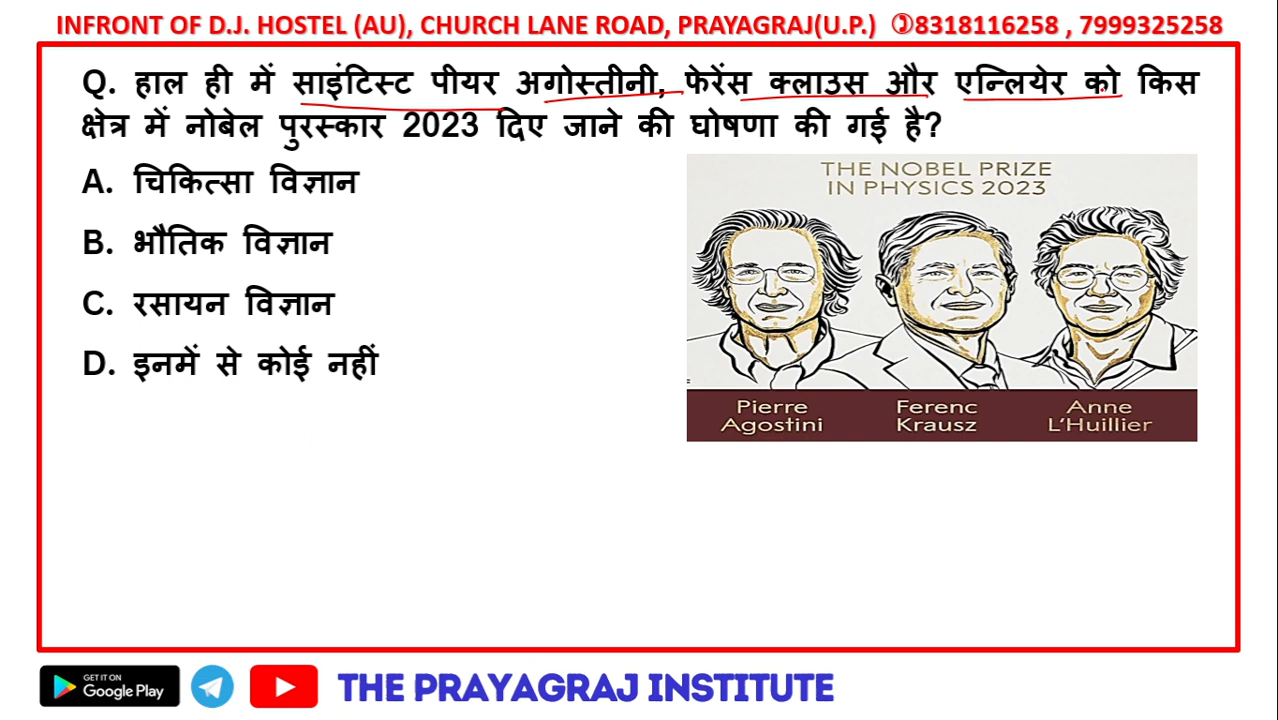 INFRONT OF D.J. HOSTEL (AU), CHURCH LANE ROAD, PRAYAGRAJ(U.P.) ✆8318116258 , 7999325258
Q. हाल ही में साइंटिस्ट पीयर अगोस्तीनी, फेरेंस क्लाउस और एन्लियेर को किस
क्षेत्र में नोबेल पुरस्कार 2023 दिए जाने की घोषणा की गई है?
A. चिकित्सा विज्ञान
B. भौतिक विज्ञान
C. रसायन विज्ञान
D. इनमें से कोई नहीं
THE NOBEL PRIZE
IN PHYSICS 2023
Pierre
Agostini
Ferenc
Krausz
Anne
L'Huillier
GET IT ON
Google Play
THE PRAYAGRAJ INSTITUTE